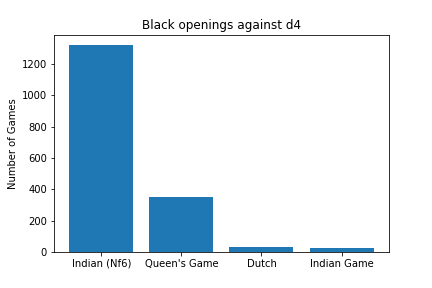 Black openings against d4
Number of Games
1200
1000
800
600
400
200
0
Indian (Nf6) Queen's Game Dutch Indian Game